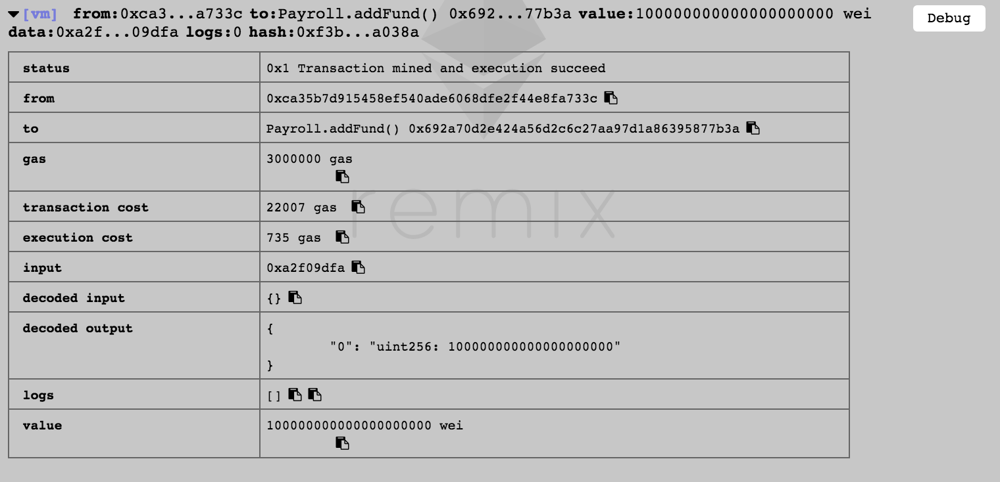 [vm] from:0xca3...a733c to:Payroll.addFund() 0x692...77b3a value:100000000000000000000 wei
data:0xa2f...09dfa logs:0 hash:0xf3b...a038a
Debug
status 0x1 Transaction mined and execution succeed
from 0xca35b7d915458ef540ade6068dfe2f44e8fa733c
to Payroll.addFund() 0x692a70d2e424a56d2c6c27aa97d1a86395877b3a
gas 3000000 gas
transaction cost 22007 gas
remix
execution cost 735 gas
input 0xa2f09dfa
decoded input {}
decoded output {
"0": "uint256: 100000000000000000000"
}
logs []
value 100000000000000000000 wei